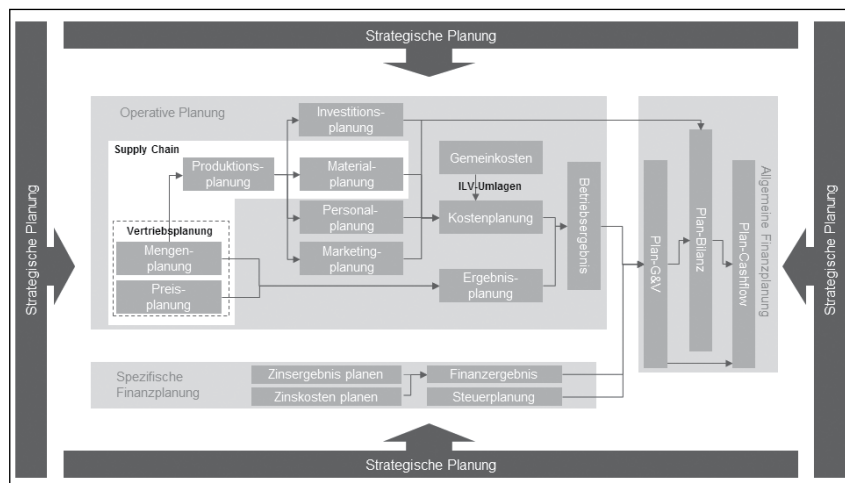 Strategische Planung
Strategische Planung
Strategische Planung
Operative Planung
Investitions-
planung
Supply Chain
Produktions-
planung
Material-
planung
Gemeinkosten
ILV-Umlagen
Personal-
planung
Kostenplanung
Betriebsergebnis
Vertriebsplanung
Mengen-
planung
Marketing-
planung
Preis-
planung
Ergebnis-
planung
Plan-G&V
Plan-Bilanz
Plan-Cashflow
Allgemeine Finanzplanung
Spezifische
Finanzplanung
Zinsergebnis planen
Finanzergebnis
Zinskosten planen
Steuerplanung
Strategische Planung